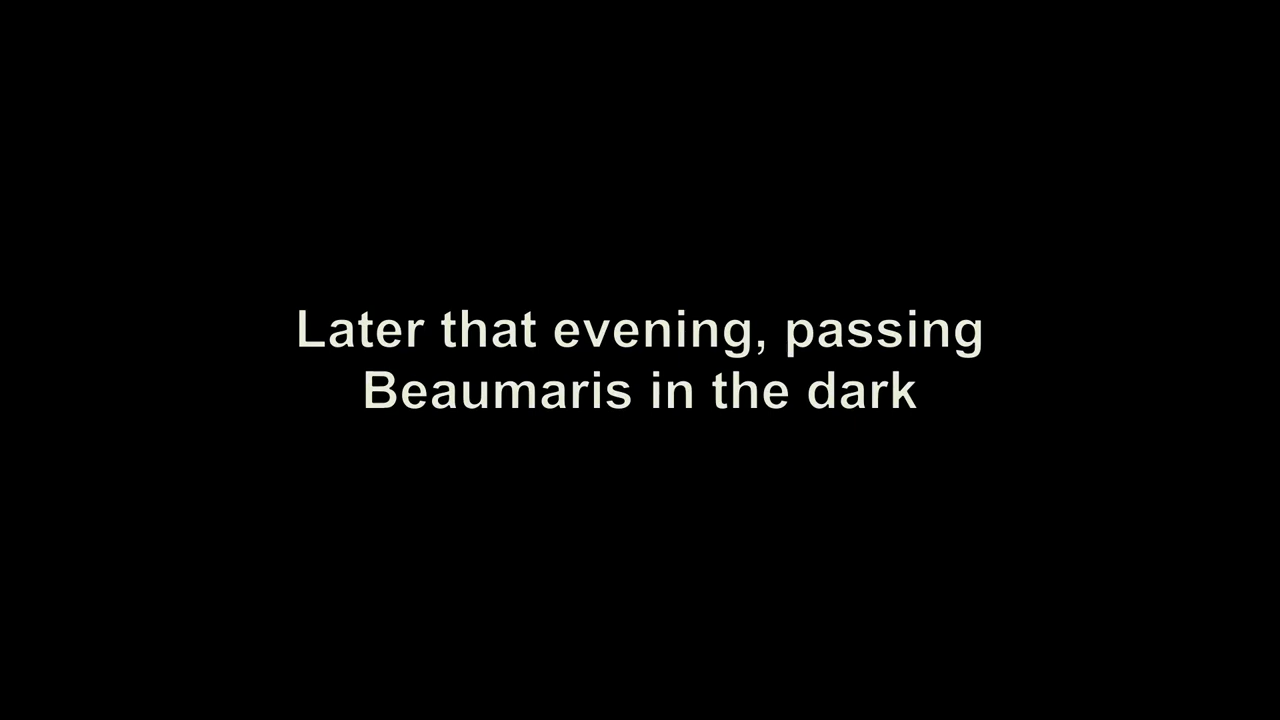 Later that evening, passing
Beaumaris in the dark